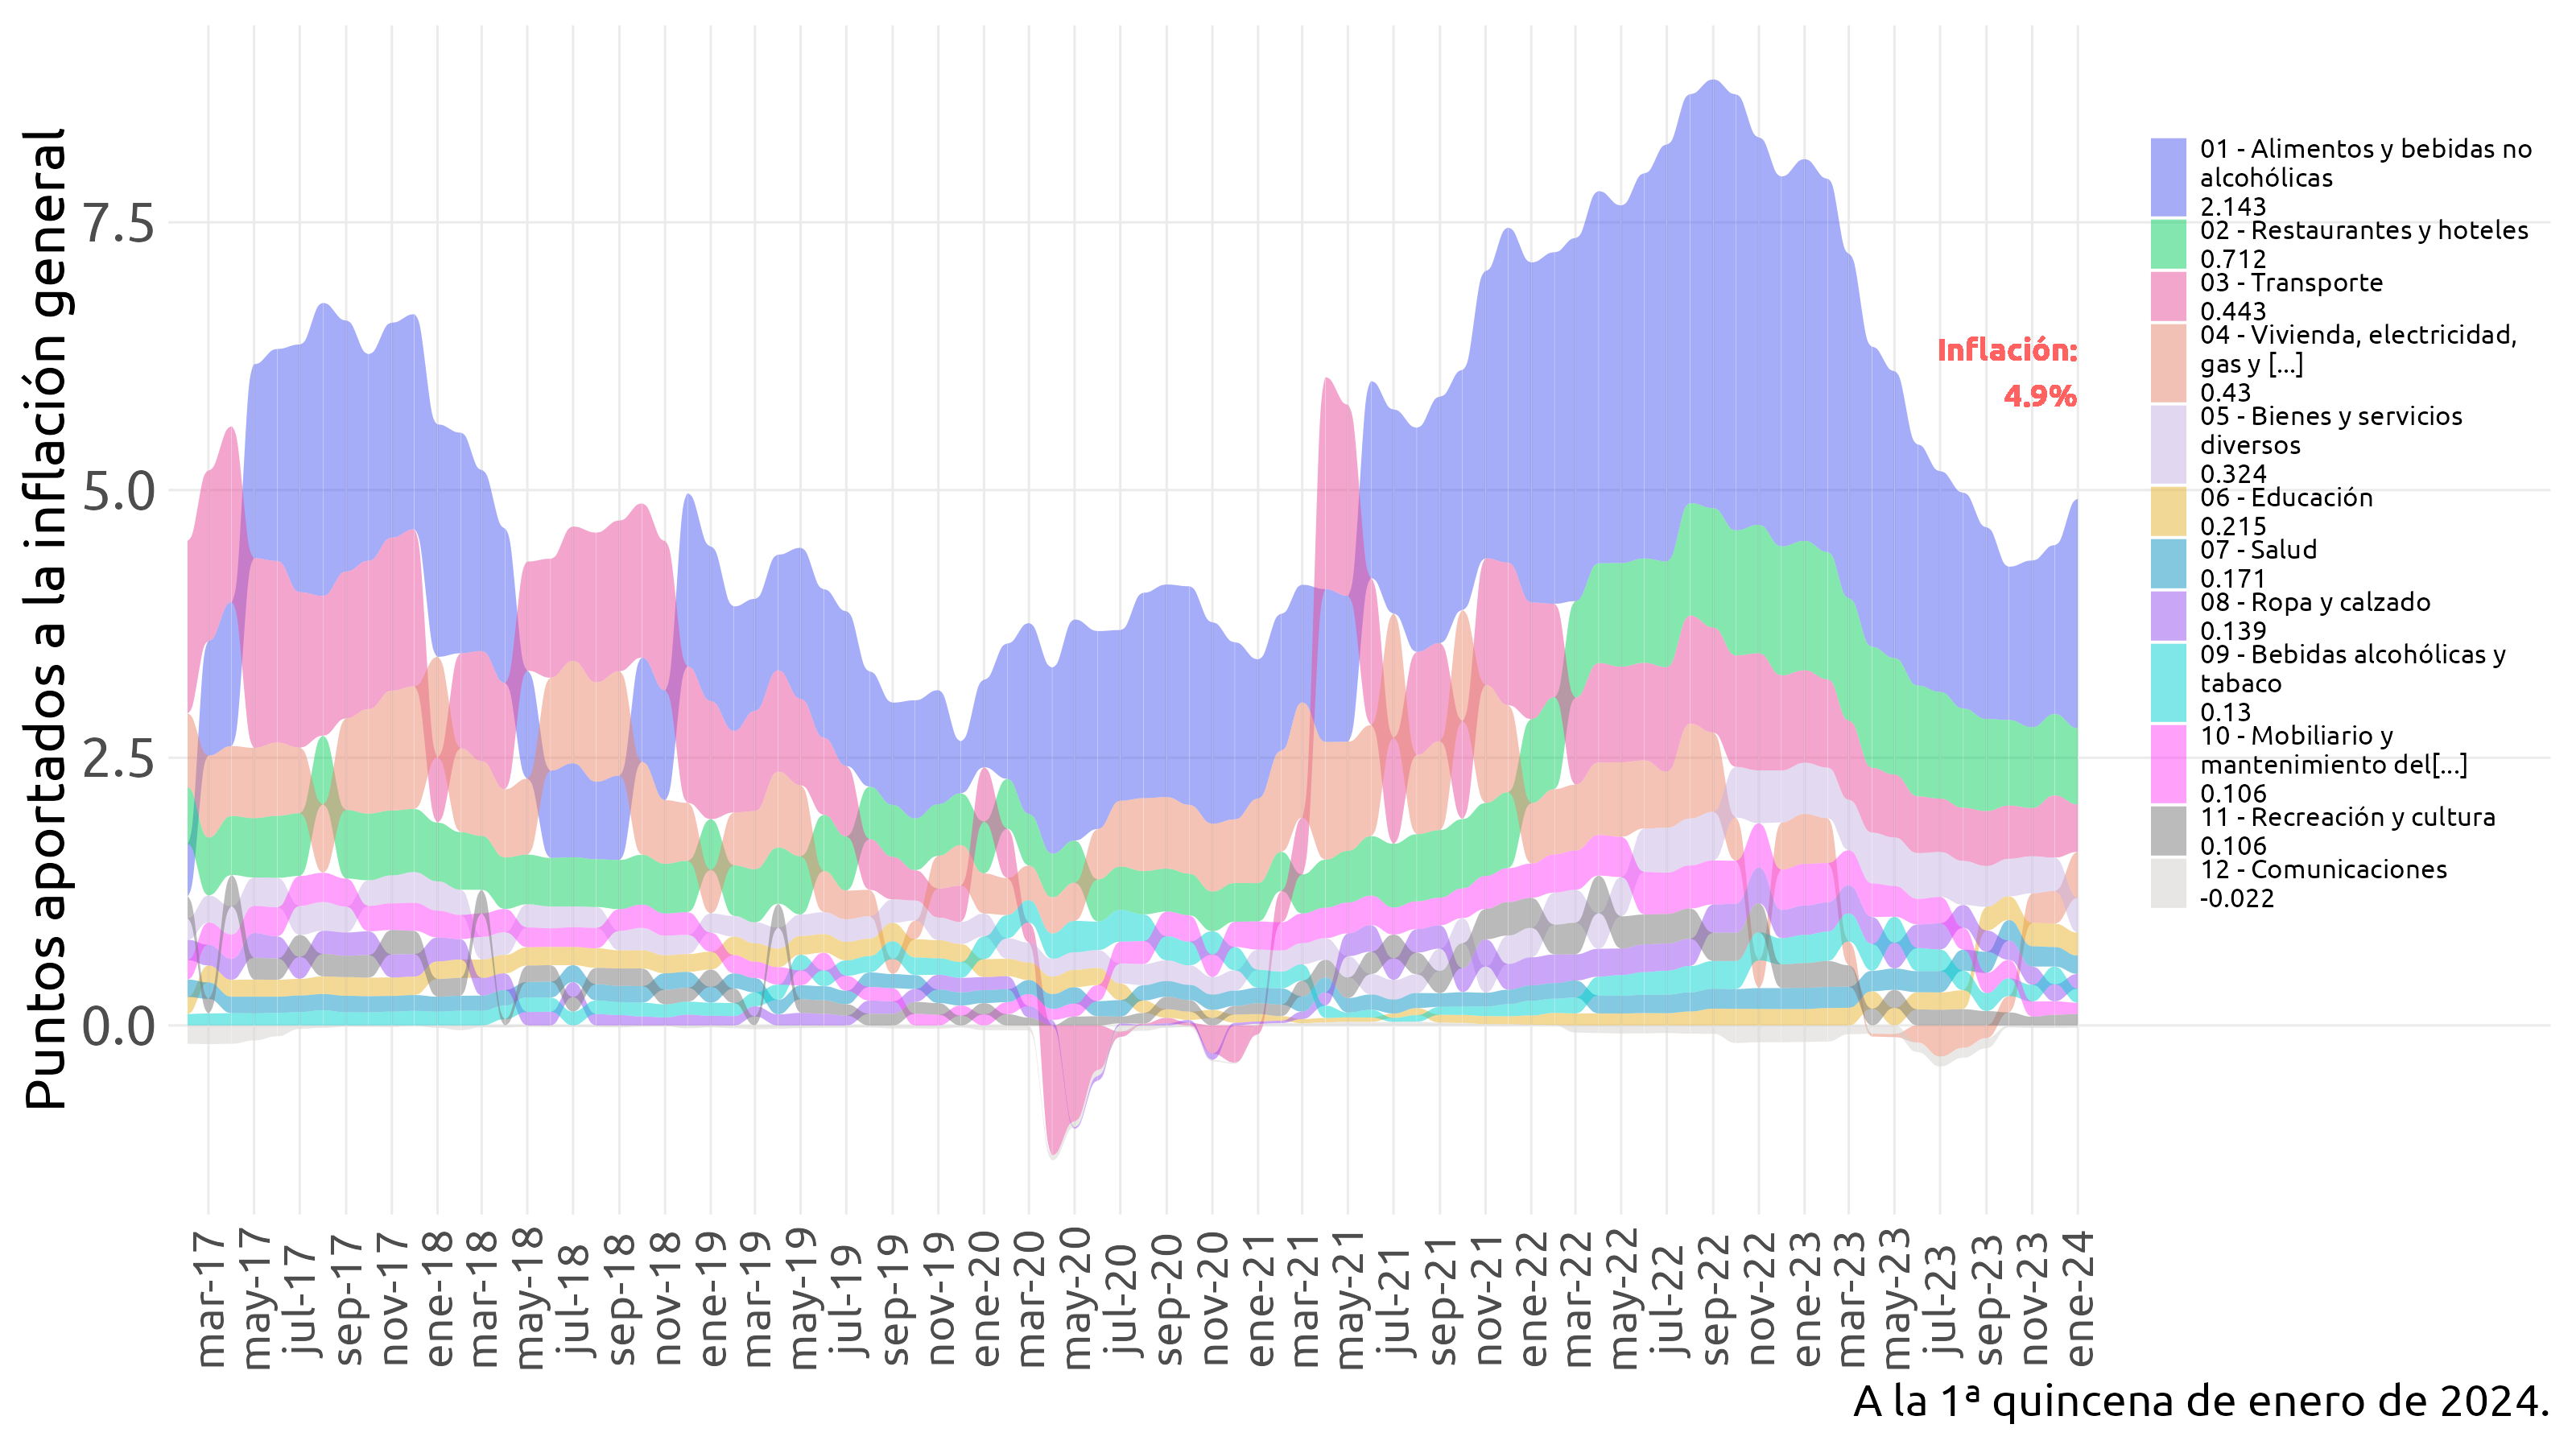 Puntos aportados a la inflación general
7.5
5.0
2.5
0.0
Inflación:
4.9%
01 - Alimentos y bebidas no
alcohólicas
2.143
02 - Restaurantes y hoteles
0.712
03 - Transporte
0.443
04 - Vivienda, electricidad,
gas y [...]
0.43
05 - Bienes y servicios
diversos
0.324
06 - Educación
0.215
07 - Salud
0.171
08 - Ropa y calzado
0.139
09 - Bebidas alcohólicas y
tabaco
0.13
10 - Mobiliario y
mantenimiento del[...]
0.106
11 - Recreación y cultura
0.106
12 - Comunicaciones
-0.022
mar-17
may-17
jul-17
sep-17
nov-17
ene-18
mar-18
may-18
jul-18
sep-18
nov-18
ene-19
mar-19
may-19
jul-19
sep-19
nov-19
ene-20
mar-20
may-20
jul-20
sep-20
nov-20
ene-21
mar-21
may-21
jul-21
sep-21
nov-21
ene-22
mar-22
may-22
jul-22
sep-22
nov-22
ene-23
mar-23
may-23
jul-23
sep-23
nov-23
ene-24
A la 1ª quincena de enero de 2024.